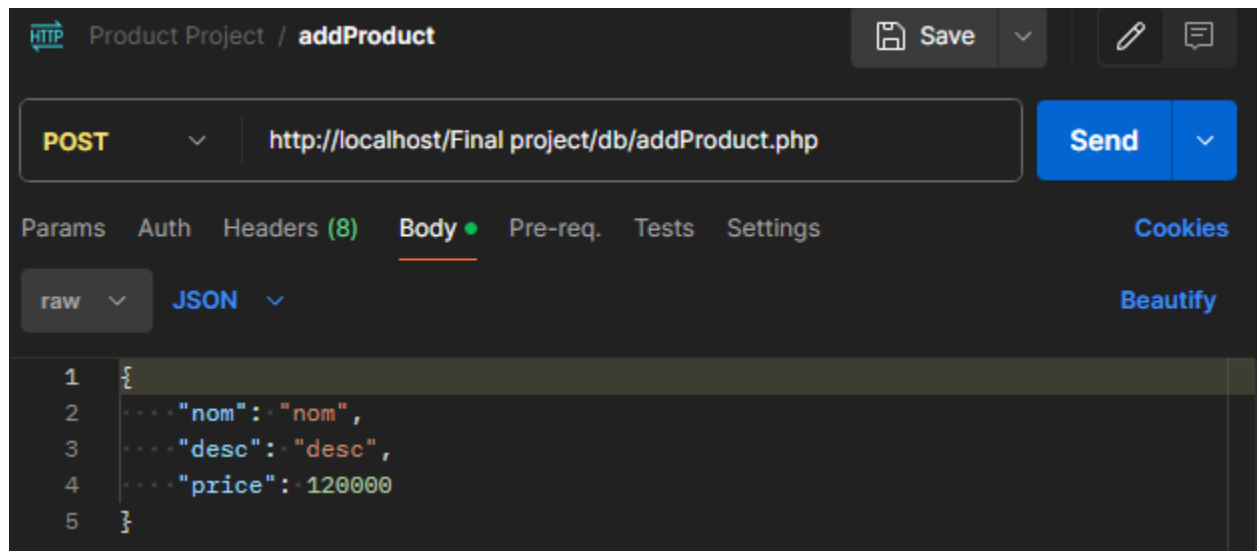 HTTP Product Project / addProduct Save
POST http://localhost/Final project/db/addProduct.php Send
Params Auth Headers (8) Body Pre-req. Tests Settings Cookies
raw JSON Beautify
1 {
2 "nom": "nom",
3 "desc": "desc",
4 "price": 120000
5 }